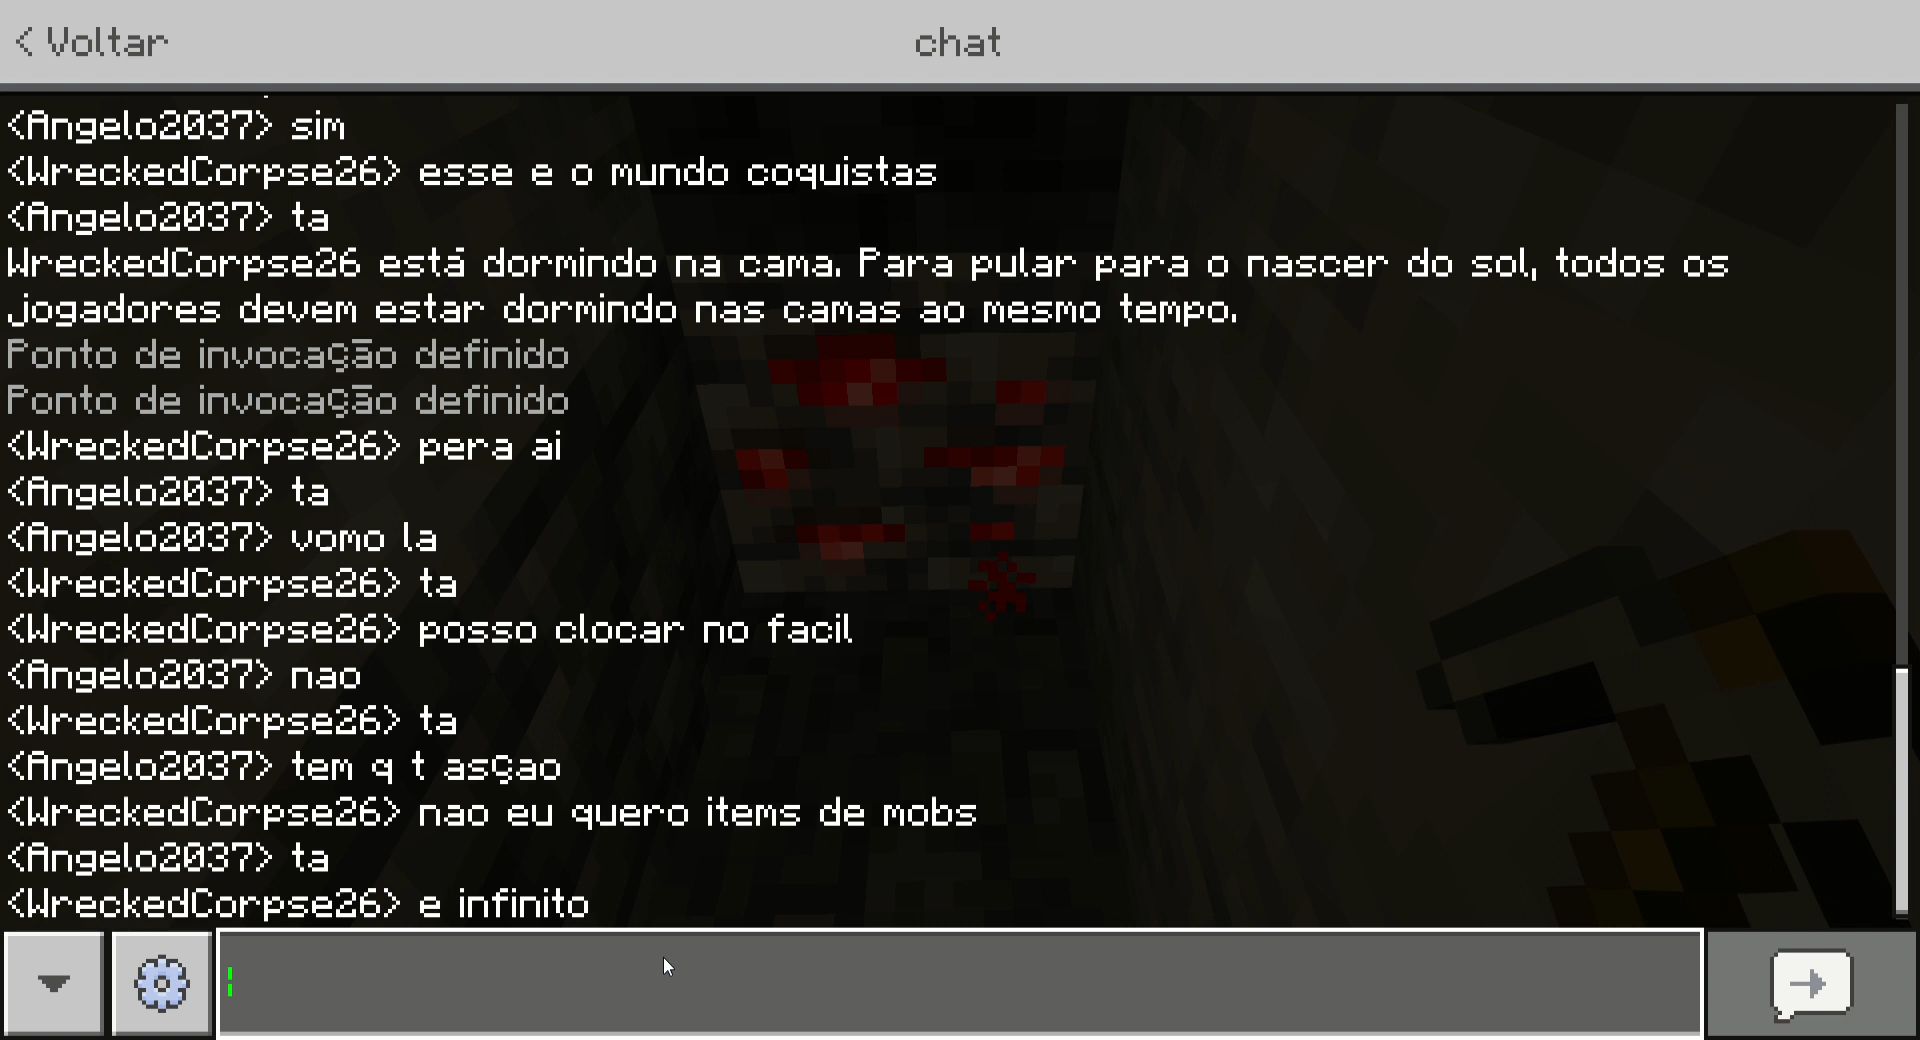 Voltar
chat
<Angelo2037> sim
<WreckedCorpse26> esse e o mundo coquistas
<Angelo2037> ta
WreckedCorpse26 está dormindo na cama. Para pular para o nascer do sol, todos os
jogadores devem estar dormindo nas camas ao mesmo tempo.
Ponto de invocação definido
Ponto de invocação definido
<WreckedCorpse26> pera ai
<Angelo2037> ta
<Angelo2037> vomo la
<WreckedCorpse26> ta
<WreckedCorpse26> posso clocar no facil
<Angelo2037> nao
<WreckedCorpse26> ta
<Angelo2037> tem q t asçao
<WreckedCorpse26> nao eu quero items de mobs
<Angelo2037> ta
<WreckedCorpse26> e infinito